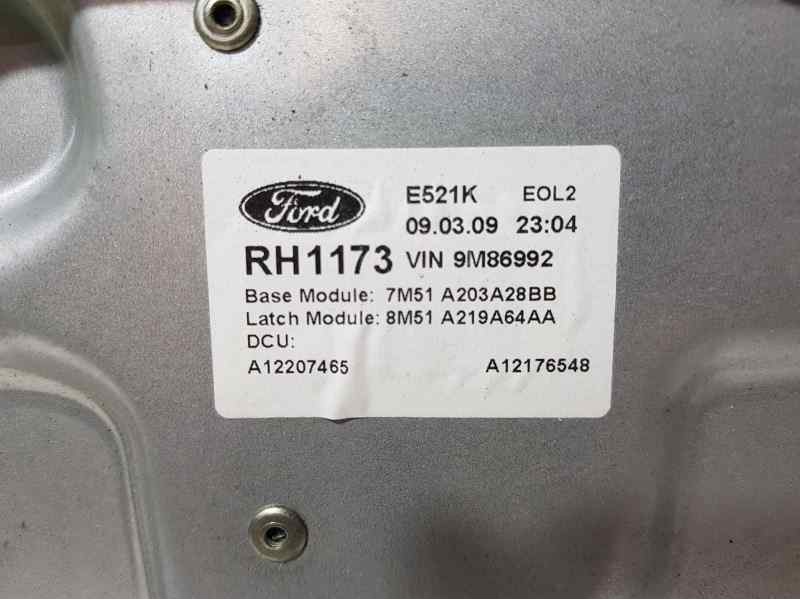 Ford
E521K EOL2
09.03.09 23:04
RH1173 VIN 9M86992
Base Module: 7M51 A203A28BB
Latch Module: 8M51 A219A64AA
DCU:
A12207465 A12176548